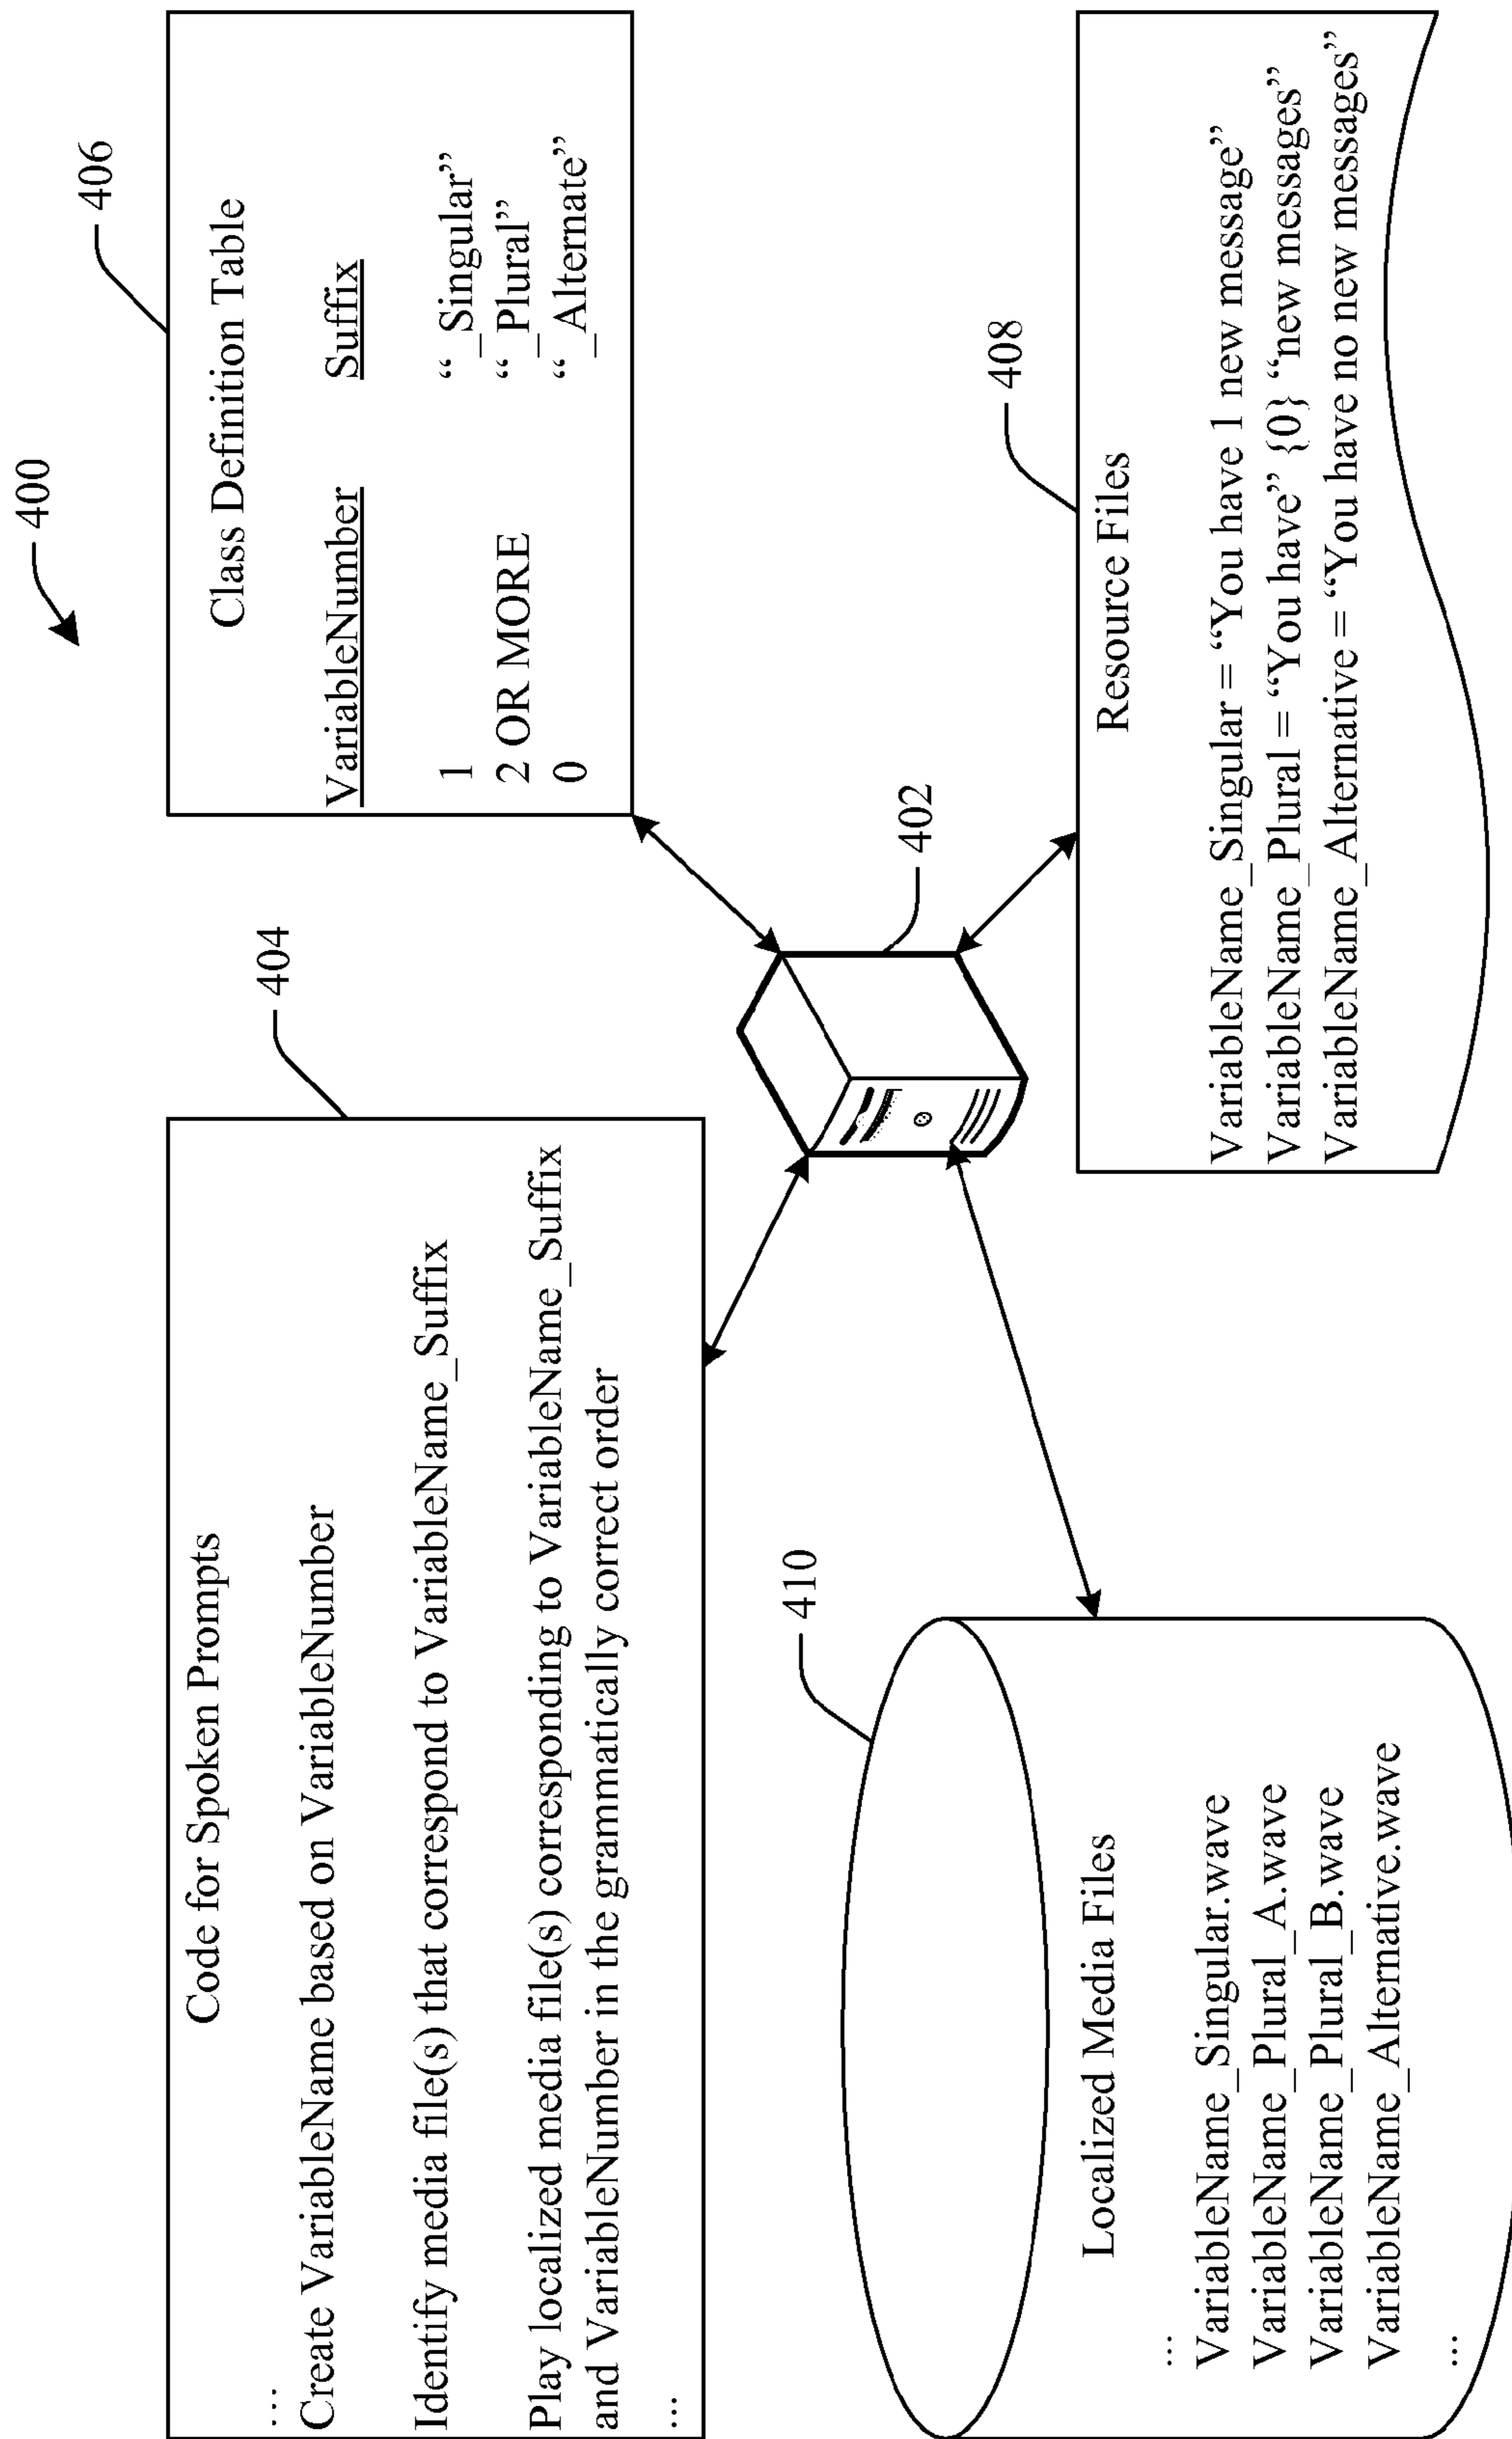 400
404
Code for Spoken Prompts
...
Create VariableName based on VariableNumber
Identify media file(s) that correspond to VariableName_Suffix
Play localized media file(s) corresponding to VariableName_Suffix
and VariableNumber in the grammatically correct order
...
406
Class Definition Table
VariableNumber Suffix
1 “_Singular”
2 OR MORE “_Plural”
0 “_Alternate”
402
410
Localized Media Files
...
VariableName_Singular.wave
VariableName_Plural_A.wave
VariableName_Plural_B.wave
VariableName_Alternative.wave
...
408
Resource Files
VariableName_Singular = “You have 1 new message”
VariableName_Plural = “You have” {0} “new messages”
VariableName_Alternative = “You have no new messages”